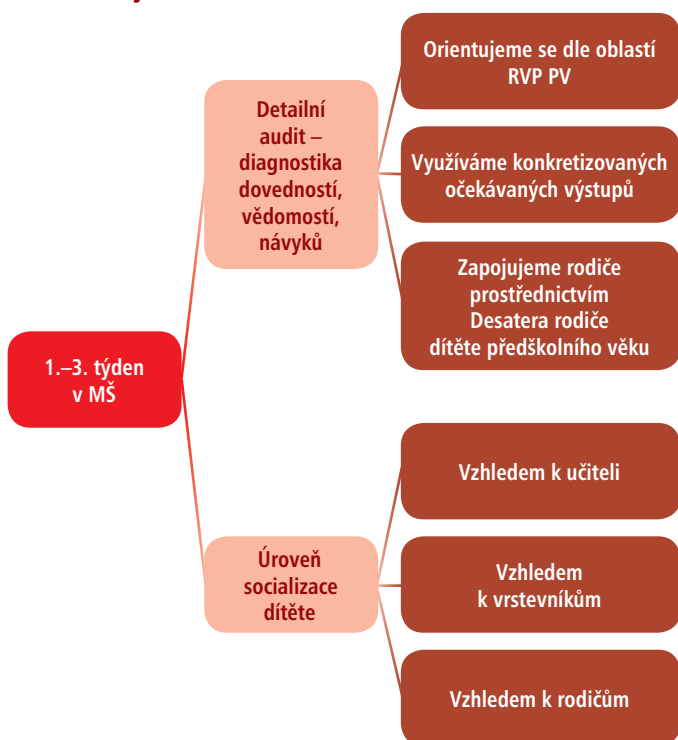 1.–3. týden
v MŠ
Detailní
audit –
diagnostika
dovedností,
vědomostí,
návyků
Orientujeme se dle oblastí
RVP PV
Využíváme konkretizovaných
očekávaných výstupů
Zapojujeme rodiče
prostřednictvím
Desatera rodiče
dítěte předškolního věku
Úroveň
socializace
dítěte
Vzhledem k učiteli
Vzhledem
k vrstevníkům
Vzhledem k rodičům